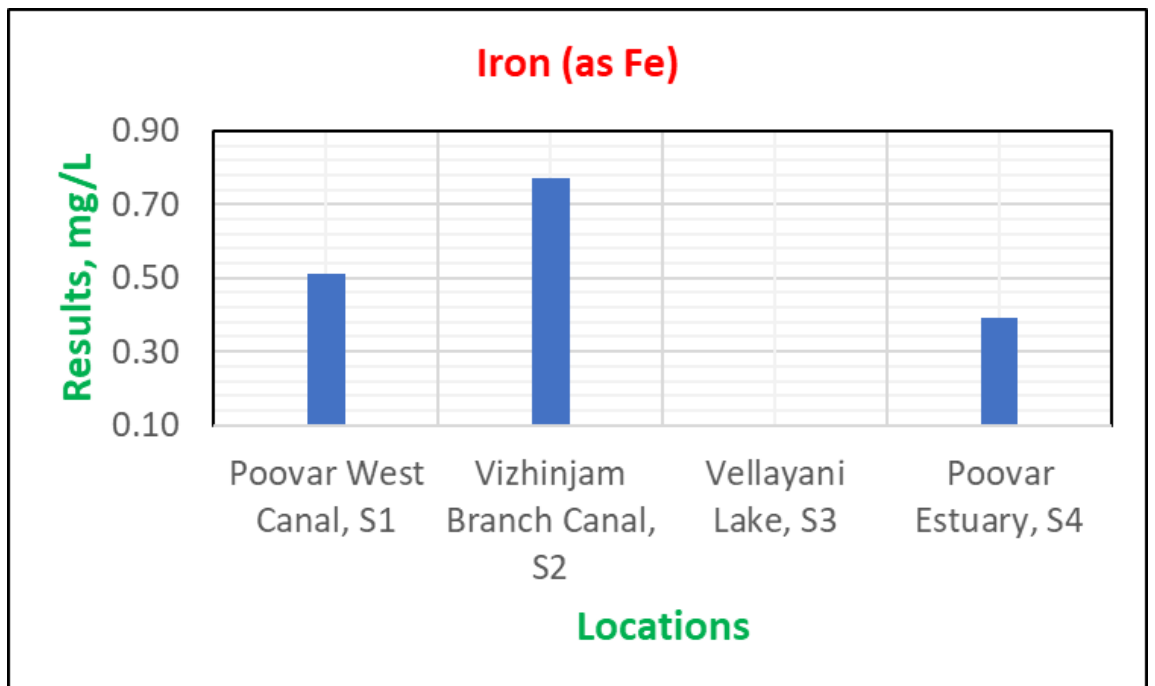 Iron (as Fe)
Results, mg/L
0.90
0.70
0.50
0.30
0.10
Poovar West
Canal, S1
Vizhinjam
Branch Canal,
S2
Vellayani
Lake, S3
Poovar
Estuary, S4
Locations